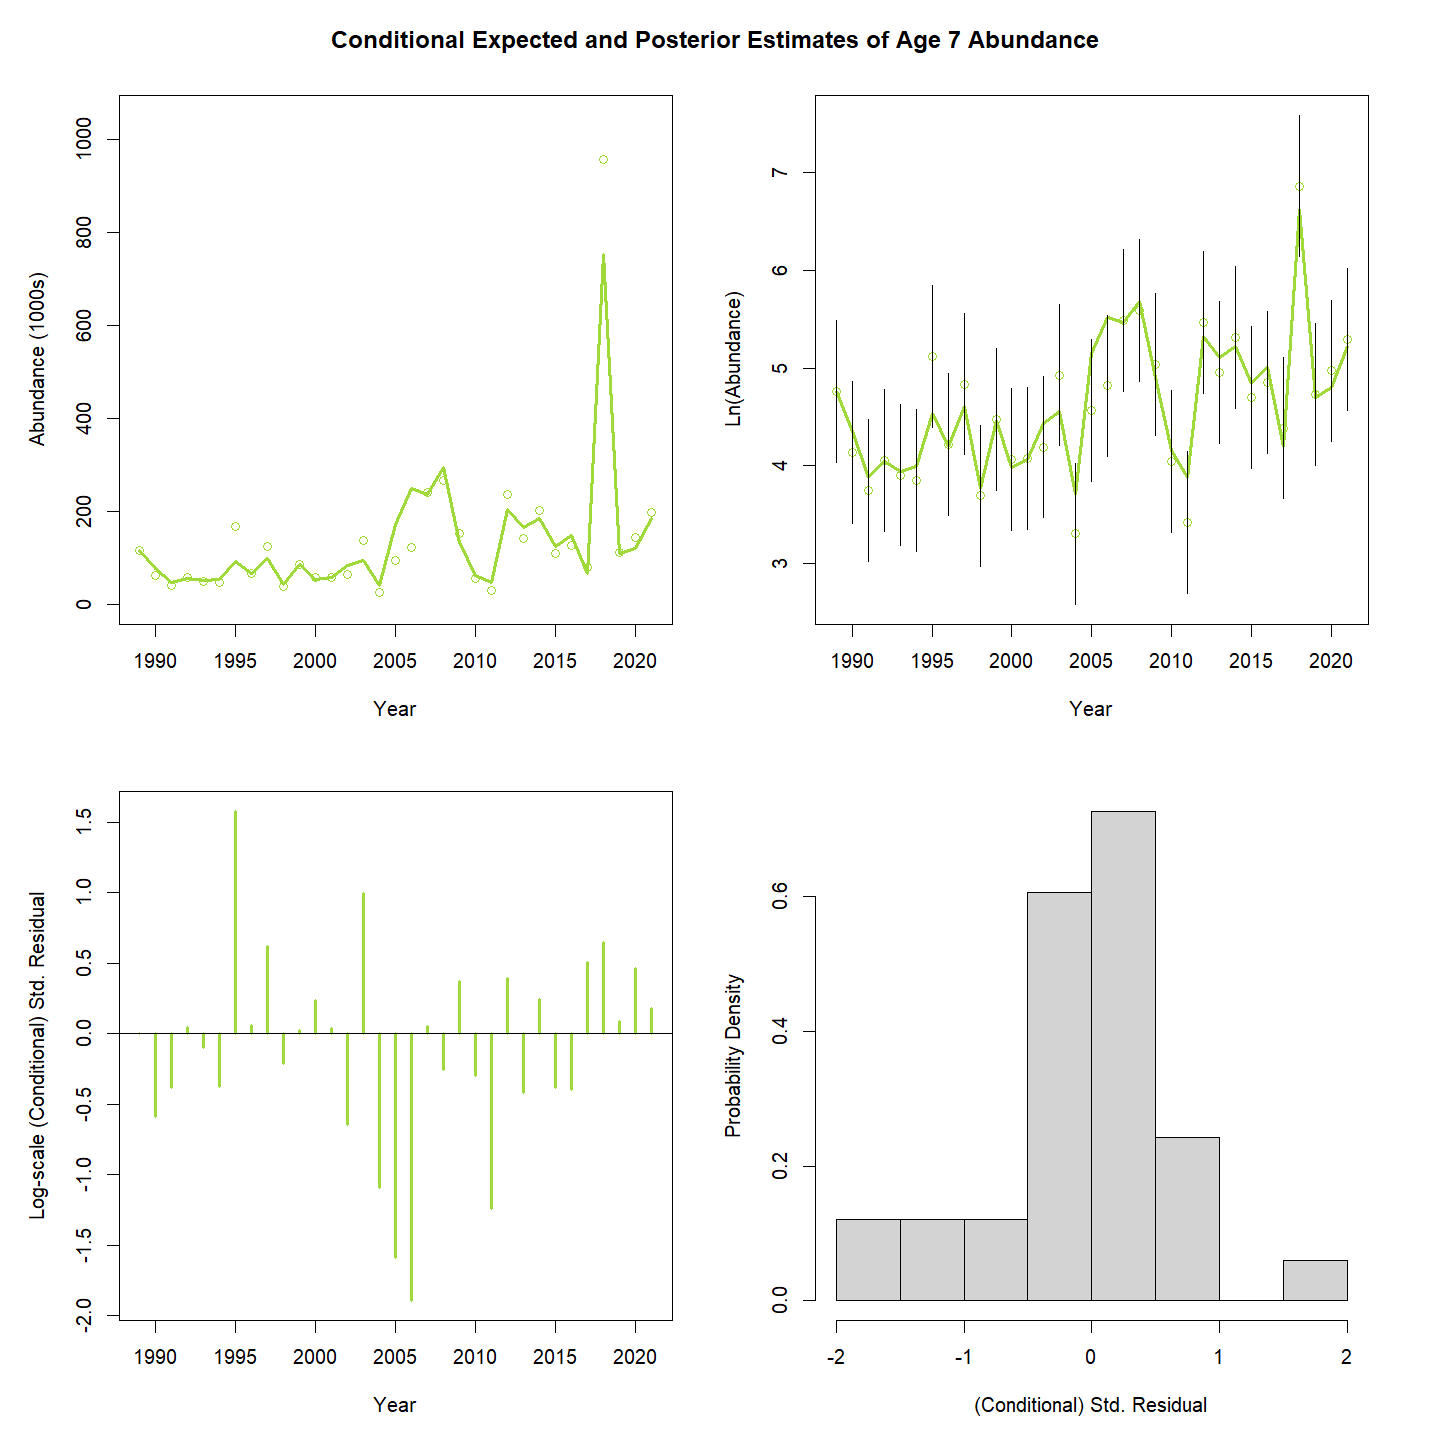 Conditional Expected and Posterior Estimates of Age 7 Abundance
Abundance (1000s)
0 200 400 600 800 1000
1990 1995 2000 2005 2010 2015 2020
Year
Ln(Abundance)
3 4 5 6 7
1990 1995 2000 2005 2010 2015 2020
Year
Log-scale (Conditional) Std. Residual
-2.0 -1.5 -1.0 -0.5 0.0 0.5 1.0 1.5
1990 1995 2000 2005 2010 2015 2020
Year
Probability Density
0.0 0.2 0.4 0.6
-2 -1 0 1 2
(Conditional) Std. Residual